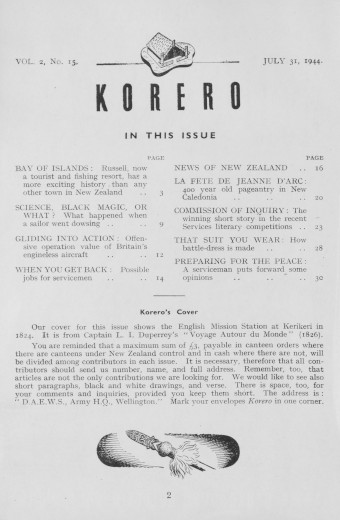 VOL. 2, No. 15.
JULY 31, 1944.
KORERO
IN THIS ISSUE
PAGE
BAY OF ISLANDS: Russell, now
a tourist and fishing resort, has a
more exciting history than any
other town in New Zealand .. 3
SCIENCE, BLACK MAGIC, OR
WHAT? What happened when
a sailor went dowsing .. .. 9
GLIDING INTO ACTION: Offen-
sive operation value of Britain's
engineless aircraft .. .. 12
WHEN YOU GET BACK: Possible
jobs for servicemen .. .. 14
PAGE
NEWS OF NEW ZEALAND .. 16
LA FETE DE JEANNE D'ARC:
400 year old pageantry in New
Caledonia .. .. .. 20
COMMISSION OF INQUIRY: The
winning short story in the recent
Services literary competitions .. 23
THAT SUIT YOU WEAR: How
battle-dress is made .. .. 28
PREPARING FOR THE PEACE:
A serviceman puts forward some
opinions .. .. .. 30
Korero's Cover
Our cover for this issue shows the English Mission Station at Kerikeri in
1824. It is from Captain L. I. Duperrey's "Voyage Autour du Monde" (1826).
You are reminded that a maximum sum of £3, payable in canteen orders where
there are canteens under New Zealand control and in cash where there are not, will
be divided among contributors in each issue. It is necessary, therefore that all con-
tributors should send us number, name, and full address. Remember, too, that
articles are not the only contributions we are looking for. We would like to see also
short paragraphs, black and white drawings, and verse. There is space, too, for
your comments and inquiries, provided you keep them short. The address is:
"D.A.E.W.S., Army H.Q., Wellington." Mark your envelopes Korero in one corner.
2